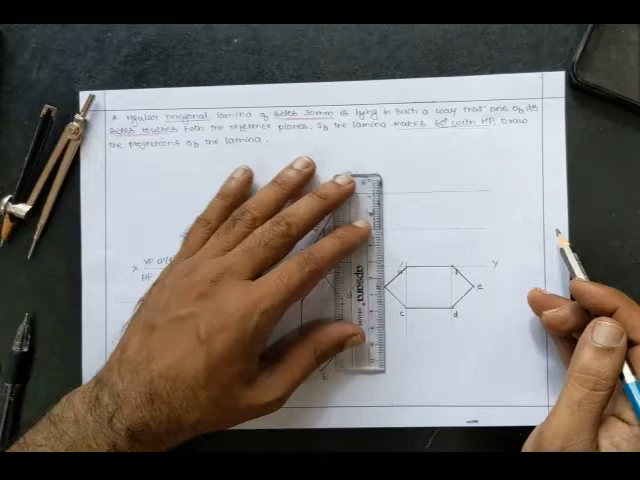 A regular hexagonal lamina of sides 30mm is lying in such a way that one of its
sides touches both the reference planes. If the lamina makes 60° with HP. Draw
the projections of the lamina.
X VP
HP
Y
apsara
e
c d